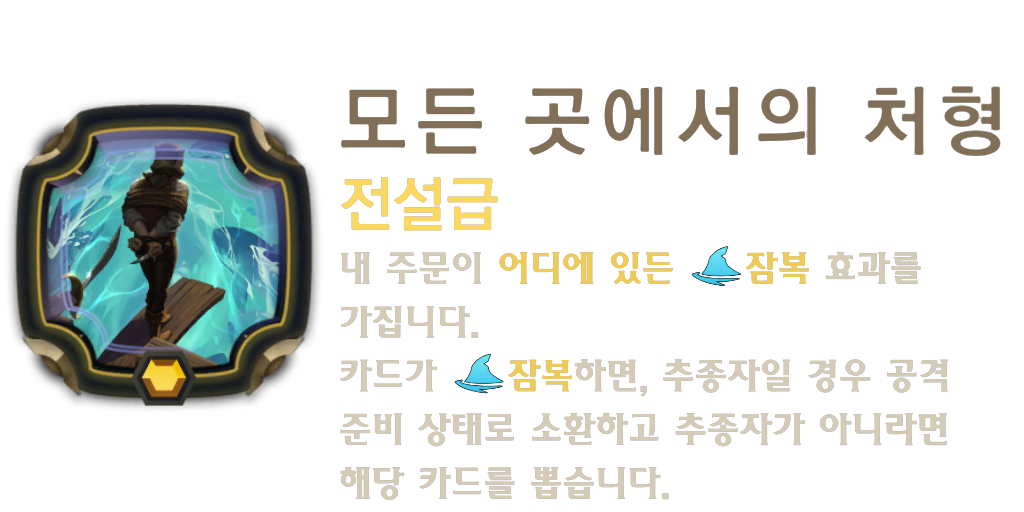 모든 곳에서의 처형
전설급
내 주문이 어디에 있든 잠복 효과를
가집니다.
카드가 잠복하면, 추종자일 경우 공격
준비 상태로 소환하고 추종자가 아니라면
해당 카드를 뽑습니다.